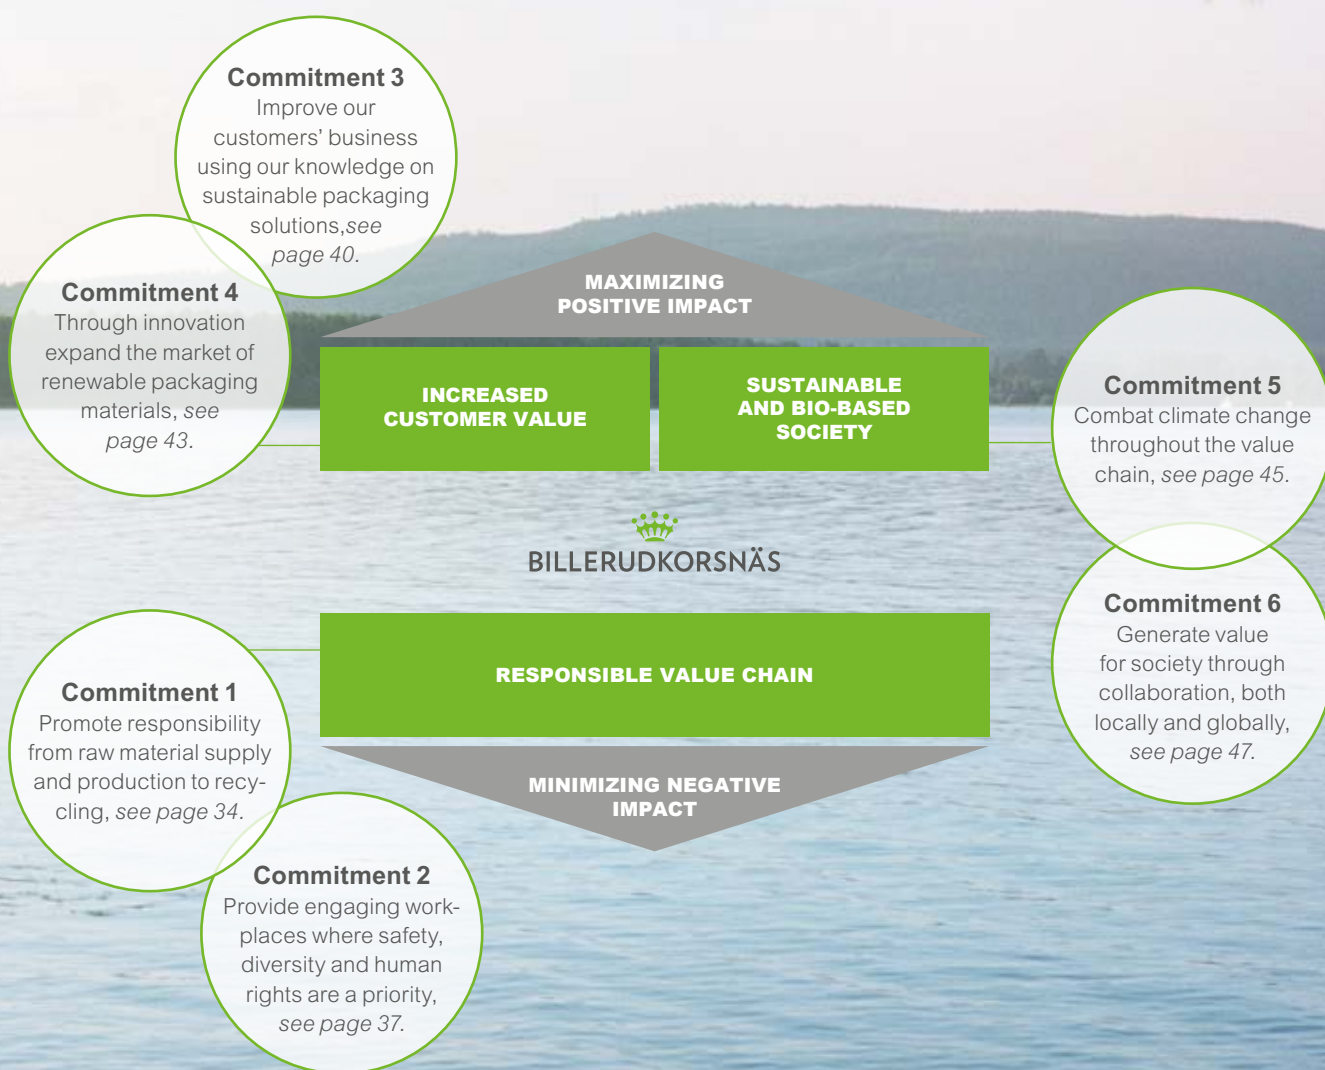 Commitment 3
Improve our
customers’ business
using our knowledge on
sustainable packaging
solutions,see
page 40.
Commitment 4
Through innovation
expand the market of
renewable packaging
materials, see
page 43.
MAXIMIZING
POSITIVE IMPACT
INCREASED
CUSTOMER VALUE
SUSTAINABLE
AND BIO-BASED
SOCIETY
Commitment 5
Combat climate change
throughout the value
chain, see page 45.
BILLERUDKORSNÄS
Commitment 6
Generate value
for society through
collaboration, both
locally and globally,
see page 47.
RESPONSIBLE VALUE CHAIN
Commitment 1
Promote responsibility
from raw material supply
and production to recy-
cling, see page 34.
MINIMIZING NEGATIVE
IMPACT
Commitment 2
Provide engaging work-
places where safety,
diversity and human
rights are a priority,
see page 37.